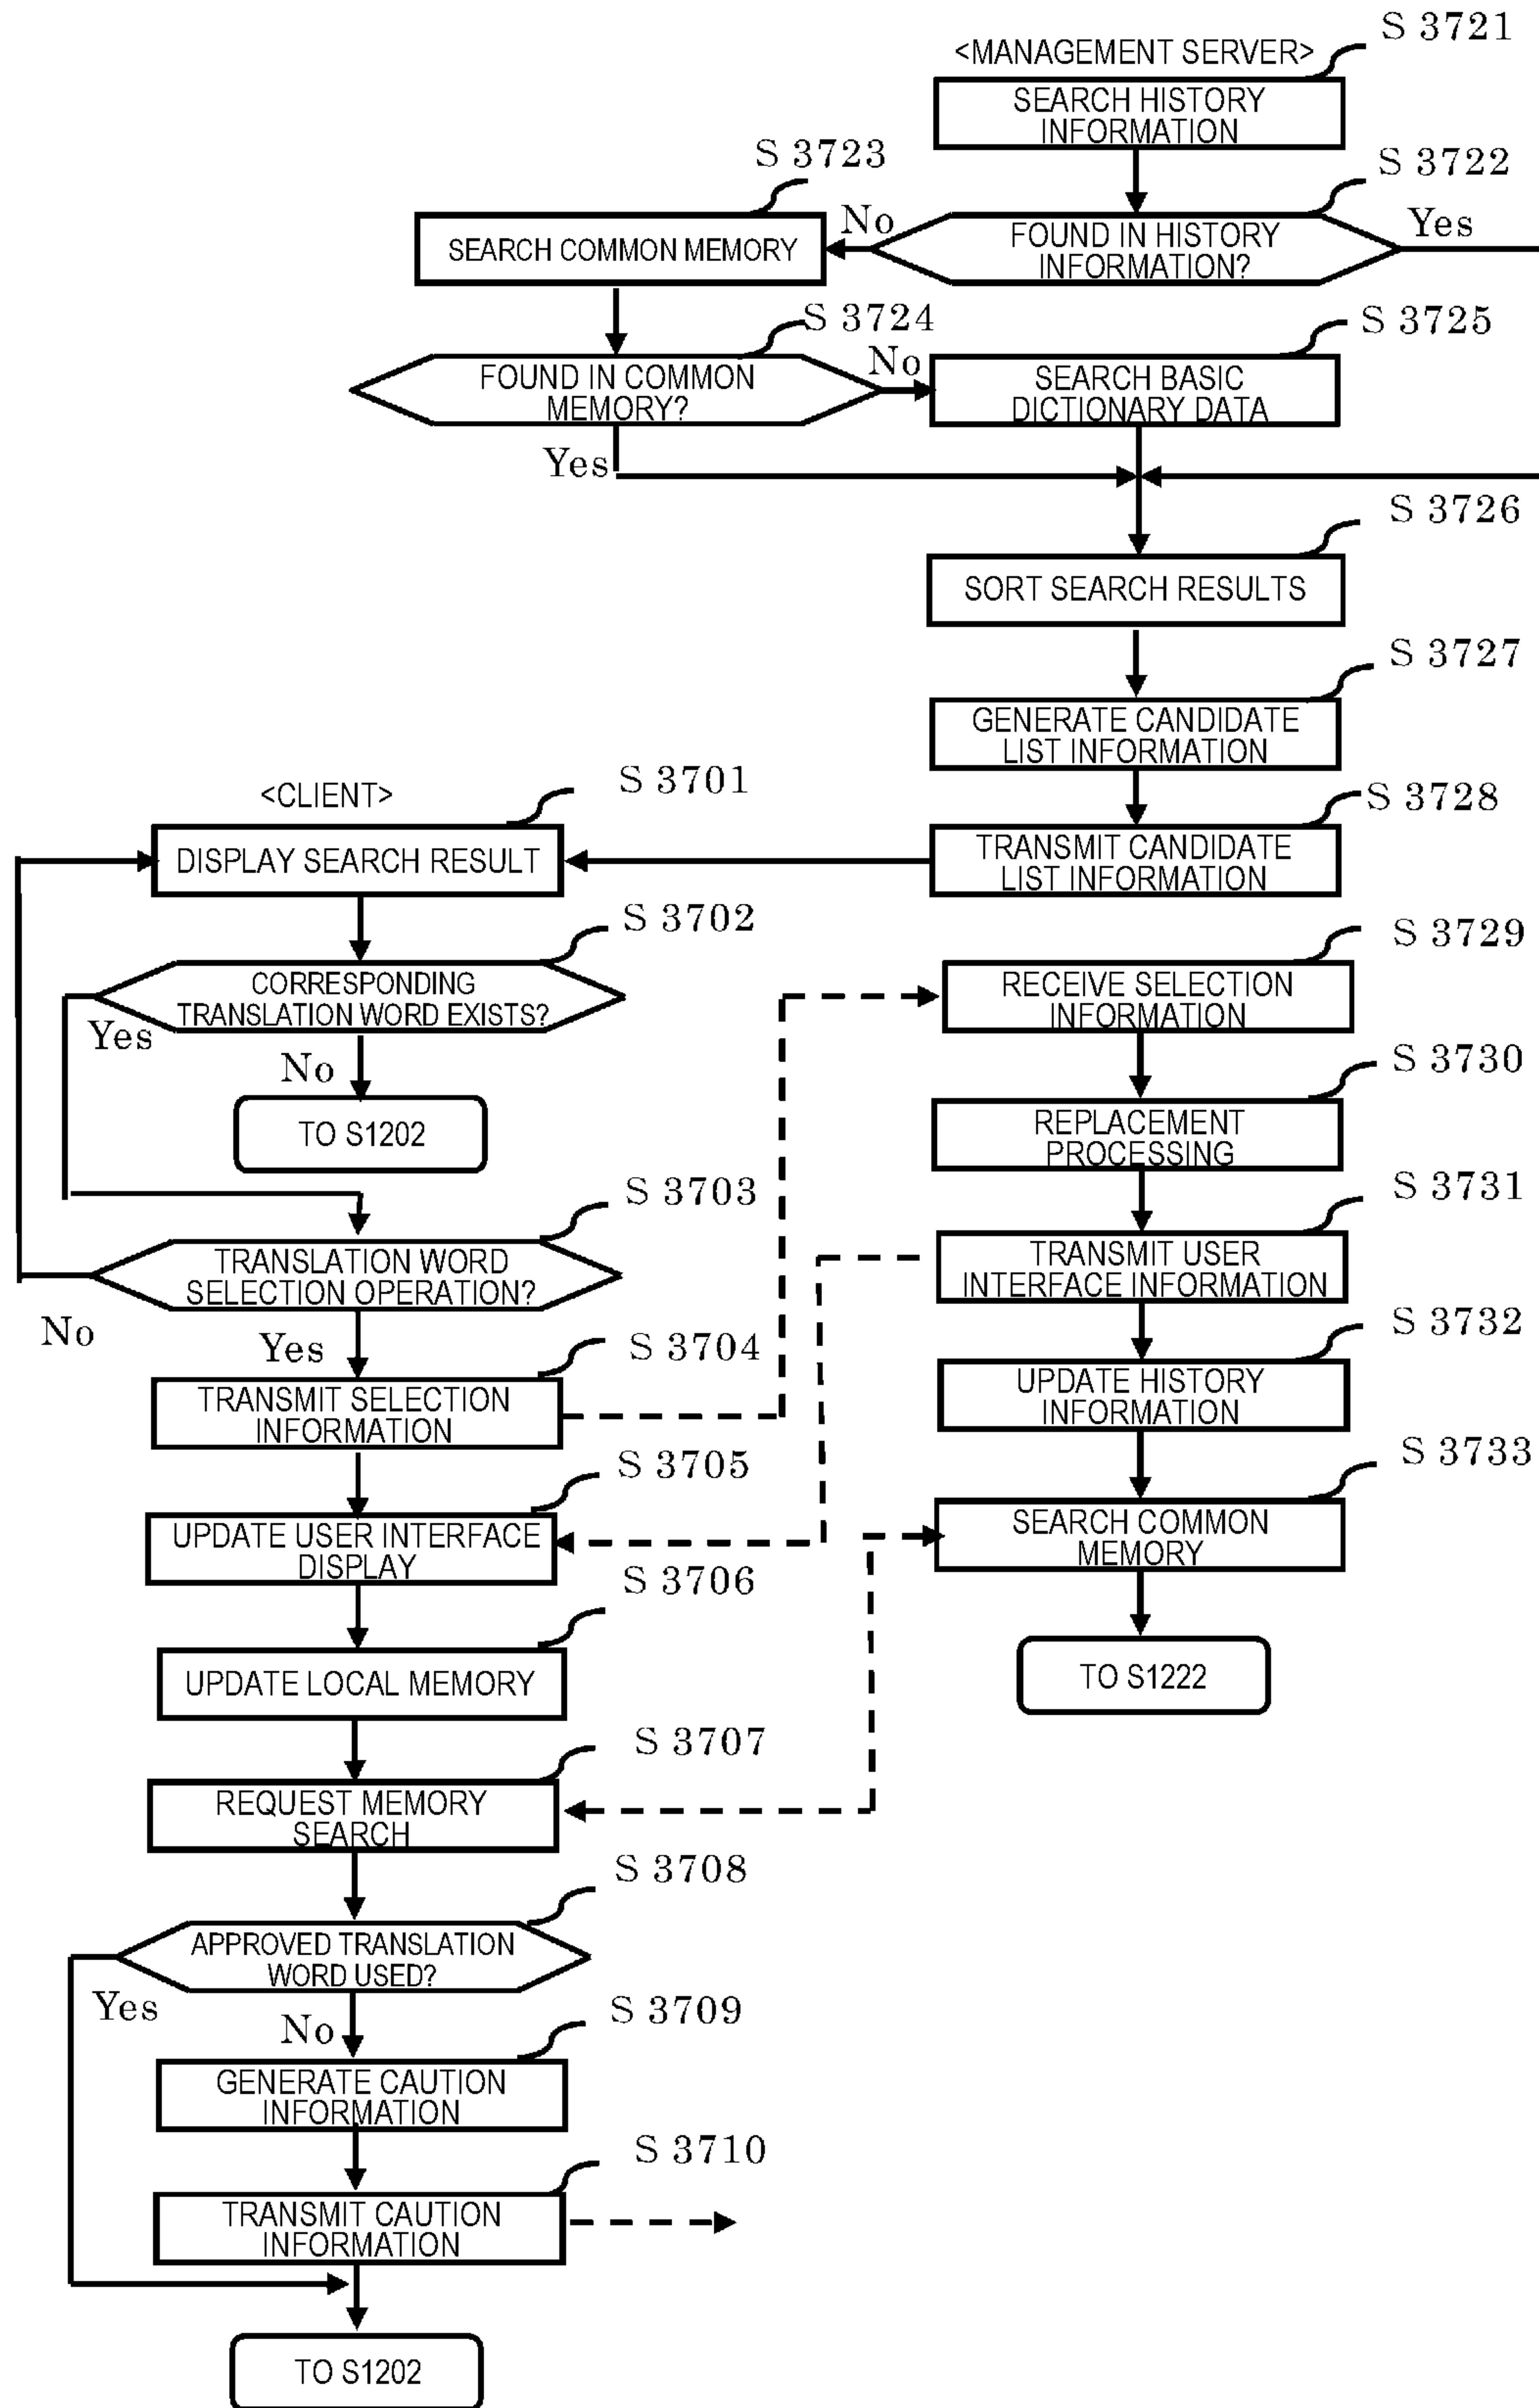 S 3721
<MANAGEMENT SERVER>
SEARCH HISTORY
INFORMATION
S 3723
S 3722
No
Yes
SEARCH COMMON MEMORY
FOUND IN HISTORY
INFORMATION?
S 3724
S 3725
No
FOUND IN COMMON
MEMORY?
SEARCH BASIC
DICTIONARY DATA
Yes
S 3726
SORT SEARCH RESULTS
S 3727
GENERATE CANDIDATE
LIST INFORMATION
S 3701
<CLIENT>
S 3728
DISPLAY SEARCH RESULT
TRANSMIT CANDIDATE
LIST INFORMATION
S 3702
S 3729
CORRESPONDING
TRANSLATION WORD EXISTS?
RECEIVE SELECTION
INFORMATION
Yes
No
S 3730
TO S1202
REPLACEMENT
PROCESSING
S 3703
S 3731
TRANSLATION WORD
SELECTION OPERATION?
TRANSMIT USER
INTERFACE INFORMATION
No
Yes
S 3704
S 3732
TRANSMIT SELECTION
INFORMATION
UPDATE HISTORY
INFORMATION
S 3705
S 3733
UPDATE USER INTERFACE
DISPLAY
SEARCH COMMON
MEMORY
S 3706
UPDATE LOCAL MEMORY
TO S1222
S 3707
REQUEST MEMORY
SEARCH
S 3708
APPROVED TRANSLATION
WORD USED?
Yes
No
S 3709
GENERATE CAUTION
INFORMATION
S 3710
TRANSMIT CAUTION
INFORMATION
TO S1202